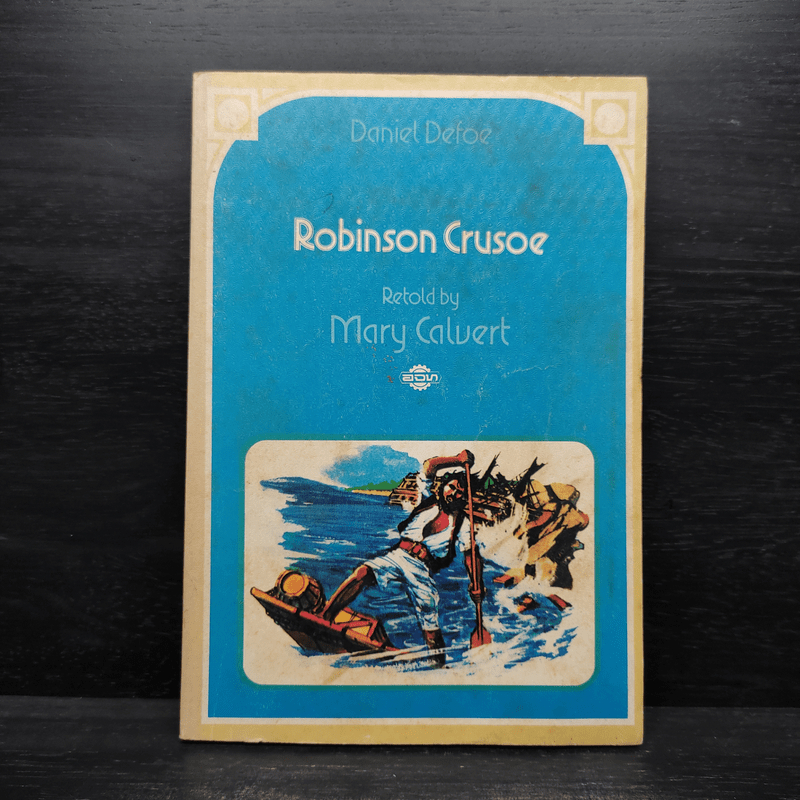 Daniel Defoe
Robinson Crusoe
Retold by
Mary Calvert